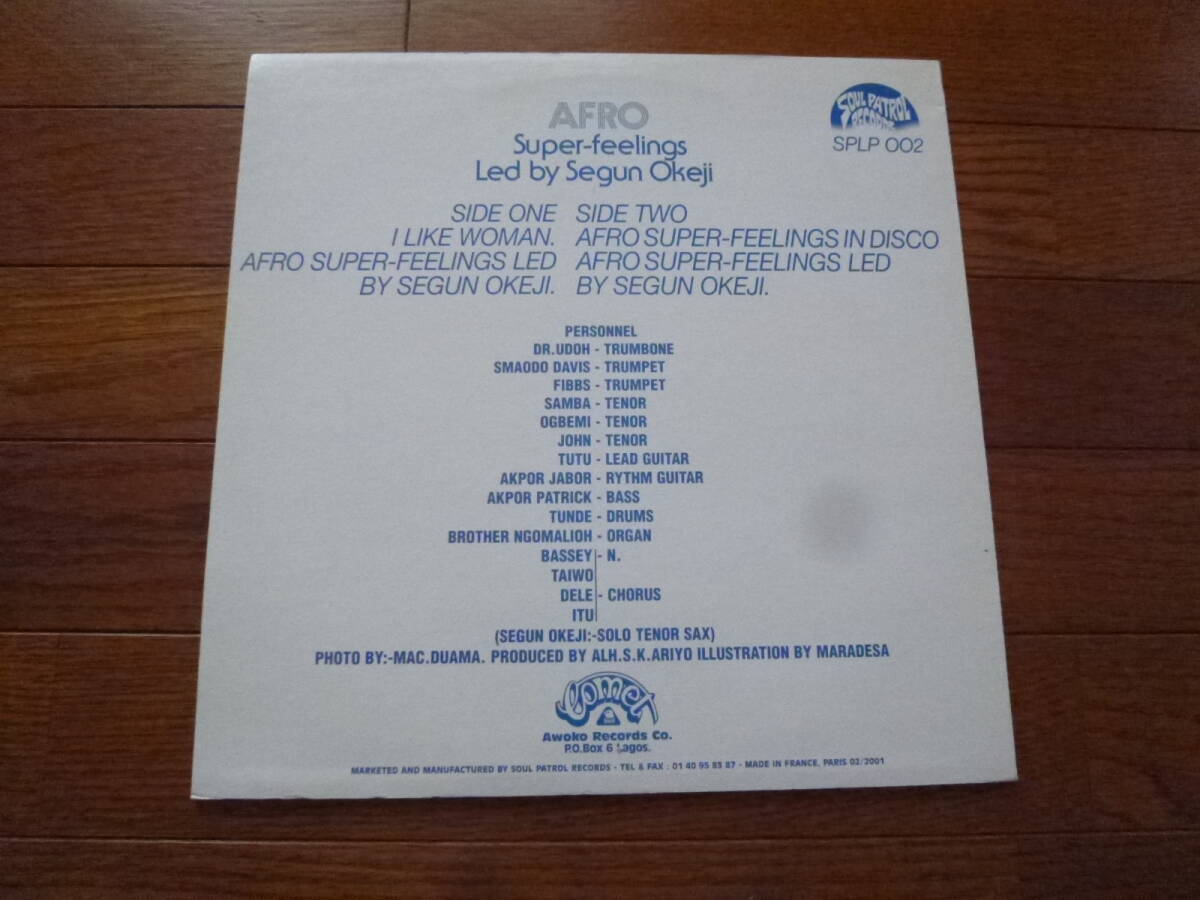 AFRO
Super-feelings
Led by Segun Okeji
SOUL PATROL
RECORDS
SPLP 002
SIDE ONE
I LIKE WOMAN.
AFRO SUPER-FEELINGS LED
BY SEGUN OKEJI.
SIDE TWO
AFRO SUPER-FEELINGS IN DISCO
AFRO SUPER-FEELINGS LED
BY SEGUN OKEJI.
PERSONNEL
DR.UDOH - TRUMBONE
SMAODO DAVIS - TRUMPET
FIBBS - TRUMPET
SAMBA - TENOR
OGBEMI - TENOR
JOHN - TENOR
TUTU - LEAD GUITAR
AKPOR JABOR - RYTHM GUITAR
AKPOR PATRICK - BASS
TUNDE - DRUMS
BROTHER NGOMALIOH - ORGAN
BASSEY - N.
TAIWO
DELE - CHORUS
ITU
(SEGUN OKEJI:-SOLO TENOR SAX)
PHOTO BY:-MAC.DUAMA. PRODUCED BY ALH.S.K.ARIYO ILLUSTRATION BY MARADESA
Comet
Awoko Records Co.
P.O.Box 6 Lagos.
MARKETED AND MANUFACTURED BY SOUL PATROL RECORDS - TEL & FAX : 01 40 95 83 87 - MADE IN FRANCE, PARIS 02/2001